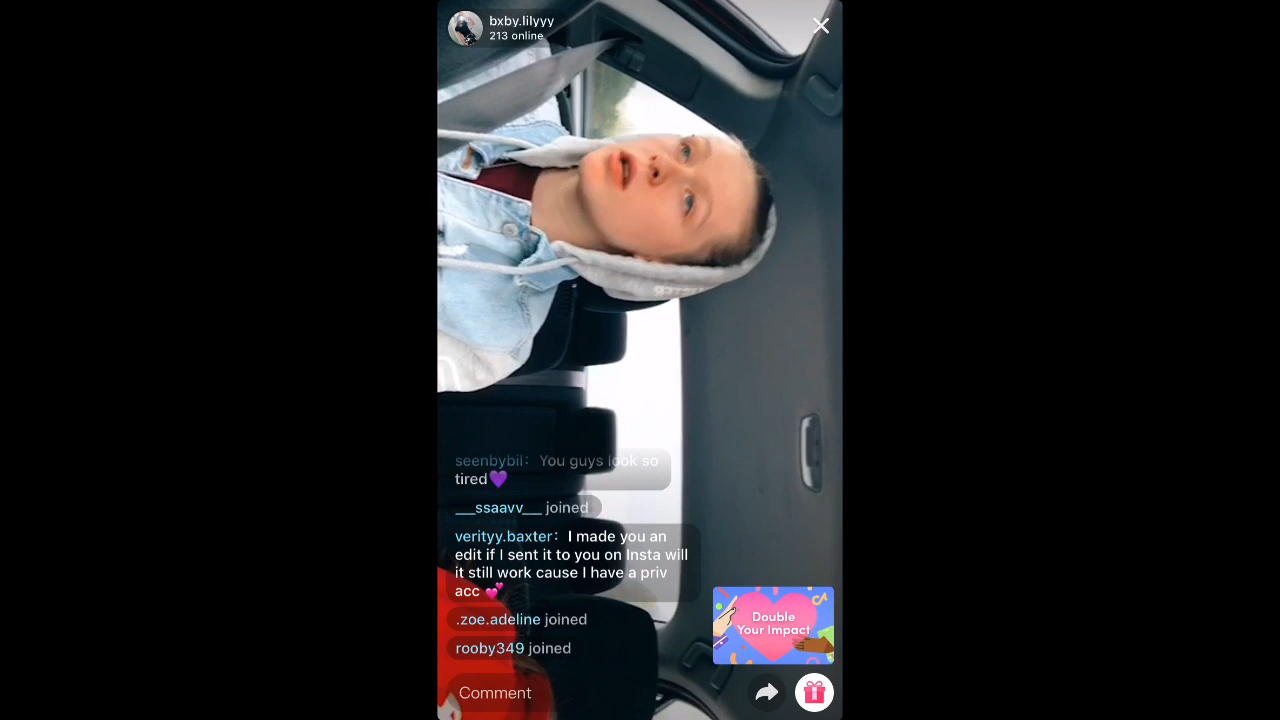 bxby.lilyyy
213 online
seenbybil: You guys look so
tired💜
___ssaavv___ joined
verityy.baxter: I made you an
edit if I sent it to you on Insta will
it still work cause I have a priv
acc 💕
.zoe.adeline joined
rooby349 joined
Double
Your Impact
Comment